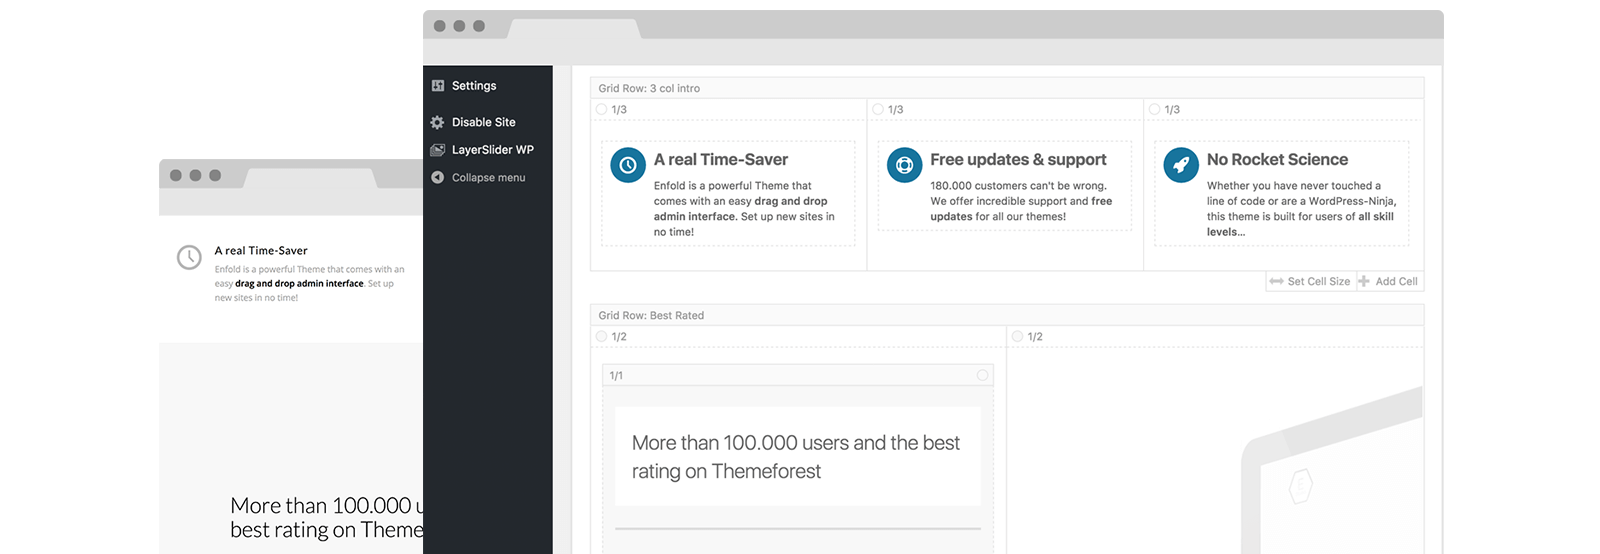 A real Time-Saver
Enfold is a powerful Theme that comes with an
easy drag and drop admin interface. Set up
new sites in no time!
More than 100.000 u
best rating on Theme
Settings
Disable Site
LayerSlider WP
Collapse menu
Grid Row: 3 col intro
1/3
A real Time-Saver
Enfold is a powerful Theme that
comes with an easy drag and drop
admin interface. Set up new sites in
no time!
1/3
Free updates & support
180.000 customers can't be wrong.
We offer incredible support and free
updates for all our themes!
1/3
No Rocket Science
Whether you have never touched a
line of code or are a WordPress-Ninja,
this theme is built for users of all skill
levels...
Set Cell Size
Add Cell
Grid Row: Best Rated
1/2
1/1
More than 100.000 users and the best
rating on Themeforest
1/2